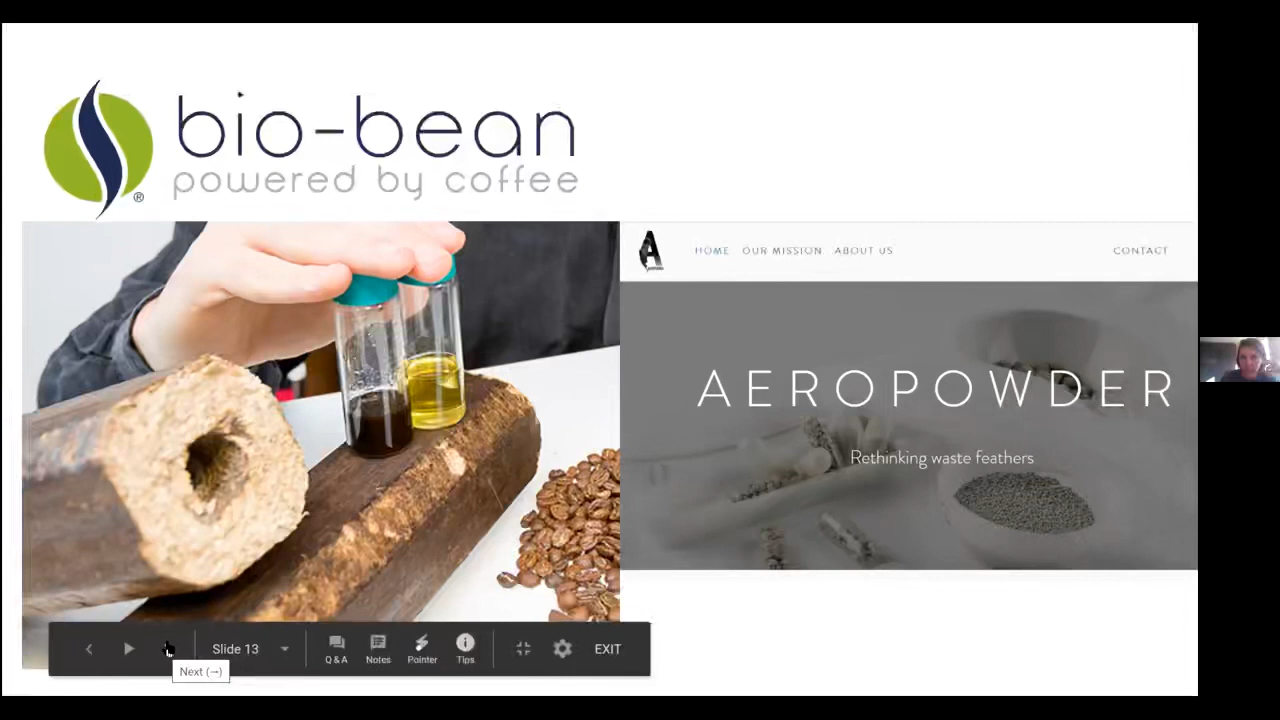 bio-bean
®
powered by coffee
A
HOME OUR MISSION ABOUT US CONTACT
AEROPOWDER
Rethinking waste feathers
Slide 13
Q & A Notes Pointer Tips
EXIT
Next (→)